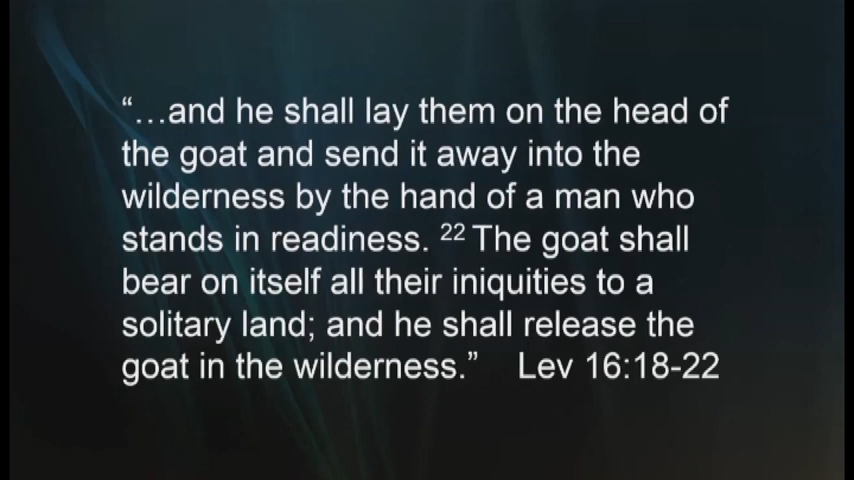 “…and he shall lay them on the head of
the goat and send it away into the
wilderness by the hand of a man who
stands in readiness. 22 The goat shall
bear on itself all their iniquities to a
solitary land; and he shall release the
goat in the wilderness.” Lev 16:18-22